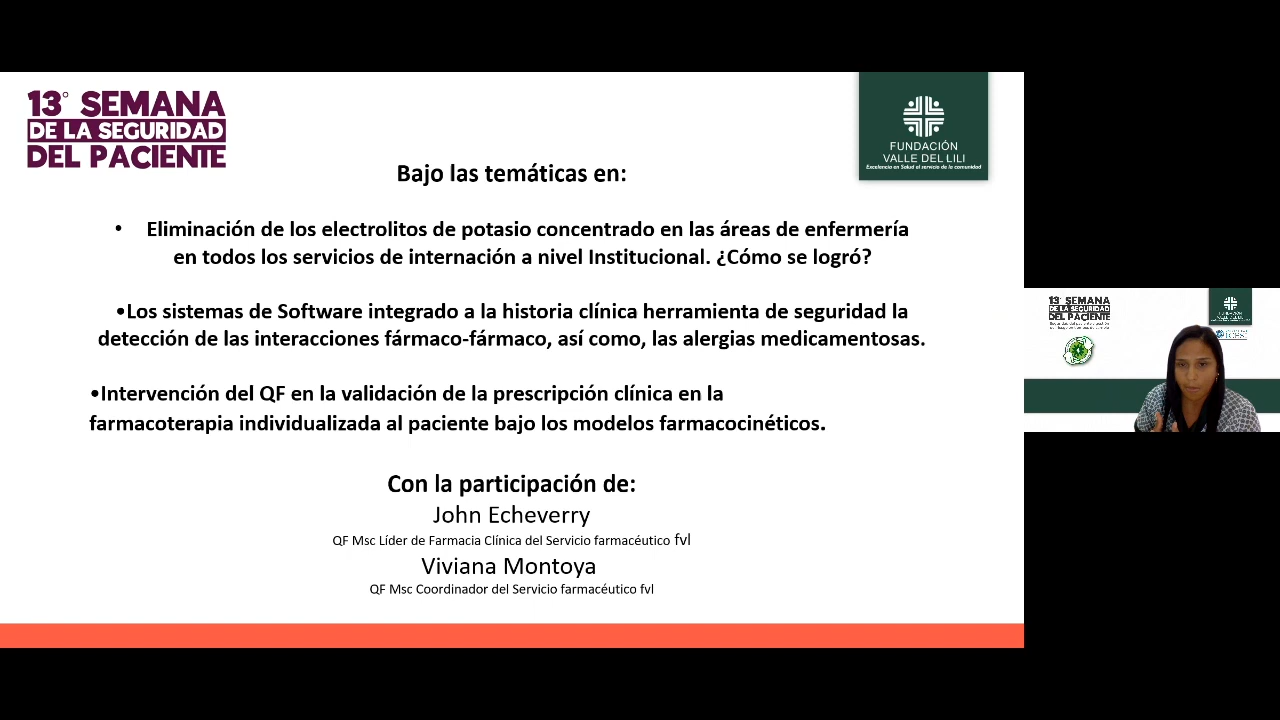 13° SEMANA
DE LA SEGURIDAD
DEL PACIENTE
FUNDACIÓN
VALLE DEL LILI
Excelencia en Salud al servicio de la comunidad
Bajo las temáticas en:
• Eliminación de los electrolitos de potasio concentrado en las áreas de enfermería
en todos los servicios de internación a nivel Institucional. ¿Cómo se logró?
•Los sistemas de Software integrado a la historia clínica herramienta de seguridad la
detección de las interacciones fármaco-fármaco, así como, las alergias medicamentosas.
•Intervención del QF en la validación de la prescripción clínica en la
farmacoterapia individualizada al paciente bajo los modelos farmacocinéticos.
Con la participación de:
John Echeverry
QF Msc Líder de Farmacia Clínica del Servicio farmacéutico fvl
Viviana Montoya
QF Msc Coordinador del Servicio farmacéutico fvl
13° SEMANA
DE LA SEGURIDAD
DEL PACIENTE
FUNDACIÓN
VALLE DEL LILI